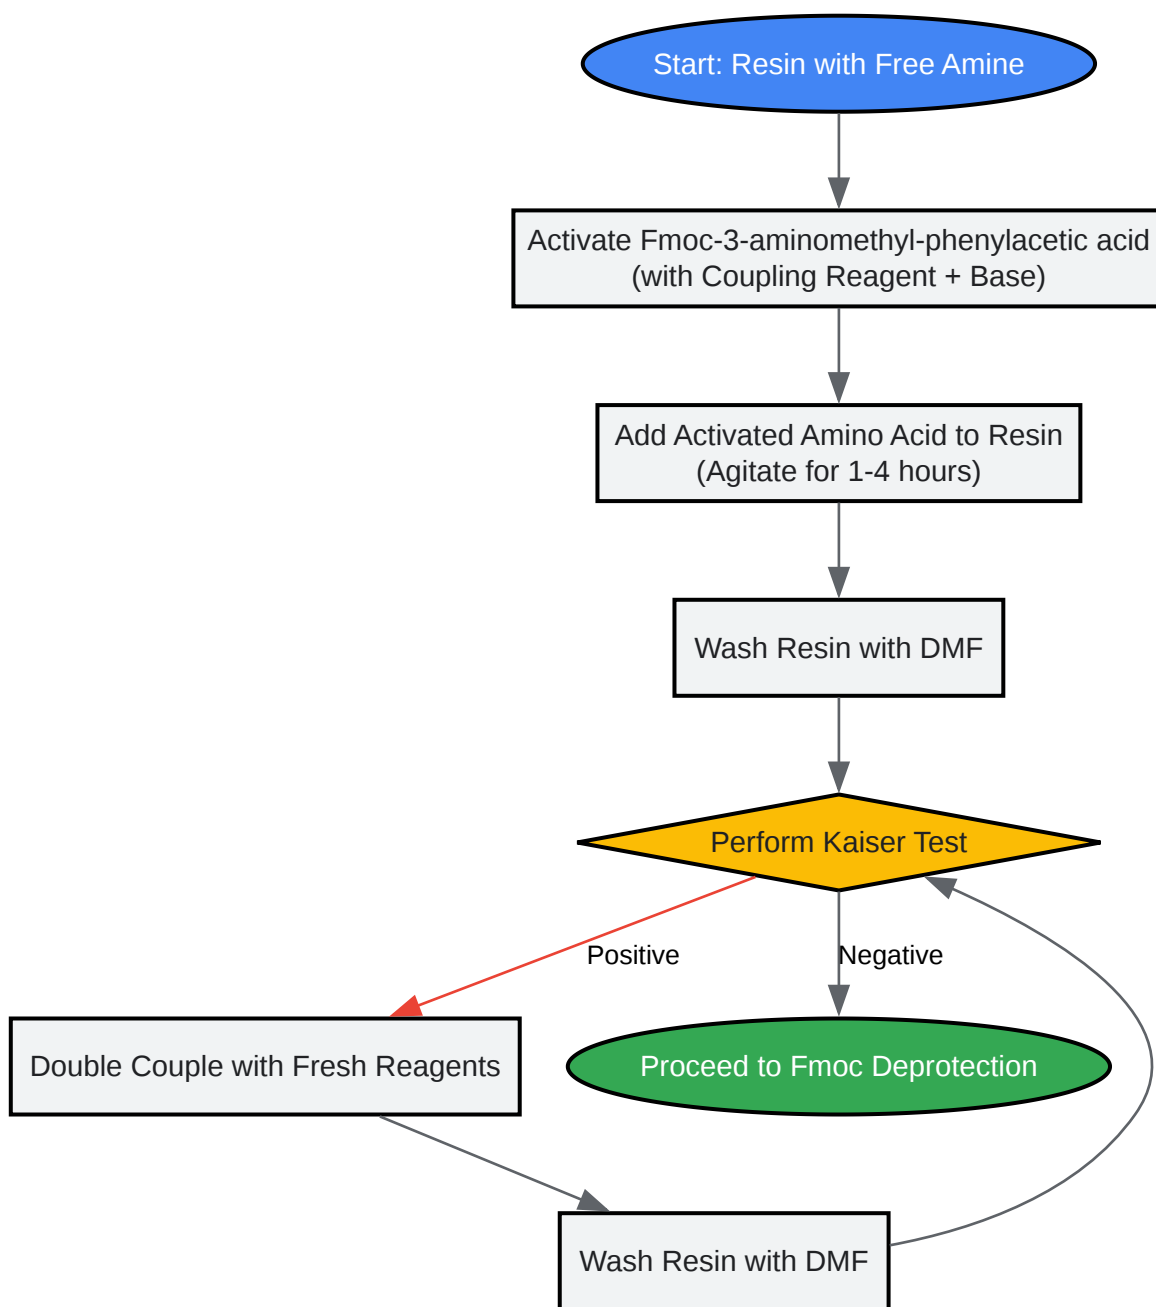 Start: Resin with Free Amine
Activate Fmoc-3-aminomethyl-phenylacetic acid
(with Coupling Reagent + Base)
Add Activated Amino Acid to Resin
(Agitate for 1-4 hours)
Wash Resin with DMF
Perform Kaiser Test
Positive
Negative
Double Couple with Fresh Reagents
Proceed to Fmoc Deprotection
Wash Resin with DMF